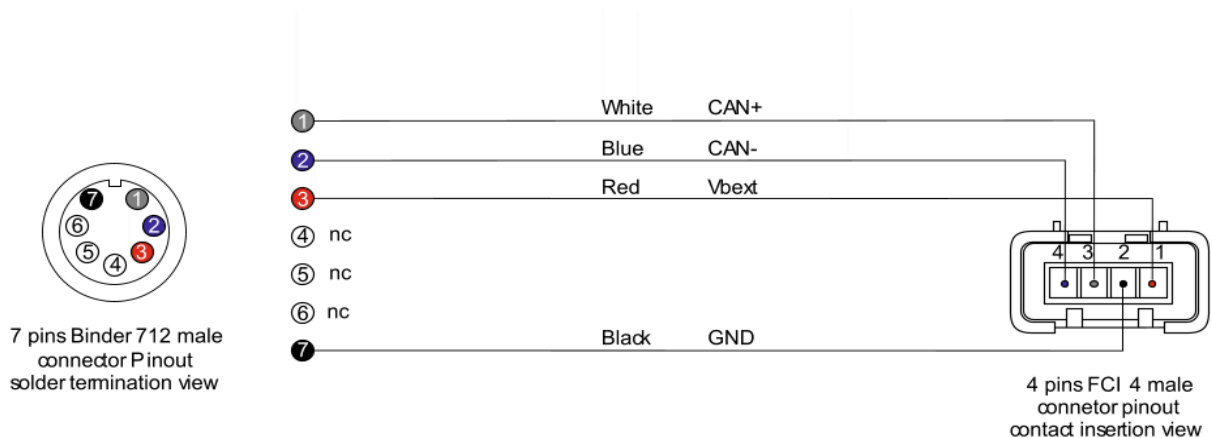 1 White CAN+
2 Blue CAN-
3 Red Vbext
4 nc
5 nc
6 nc
7 Black GND
7 1
6 2
5 3
4
7 pins Binder 712 male
connector Pinout
solder termination view
4 3 2 1
4 pins FCI 4 male
connetor pinout
contact insertion view